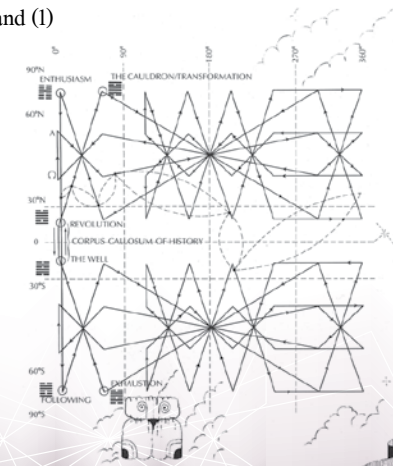 and (1)
0° 90° 180° 270° 360°
90°N
ENTHUSIASM THE CAULDRON/TRANSFORMATION
60°N
A
Ω
30°N
REVOLUTION
0 CORPUS CALLOSUM OF HISTORY
THE WELL
30°S
60°S
FOLLOWING EXHAUSTION
90°S